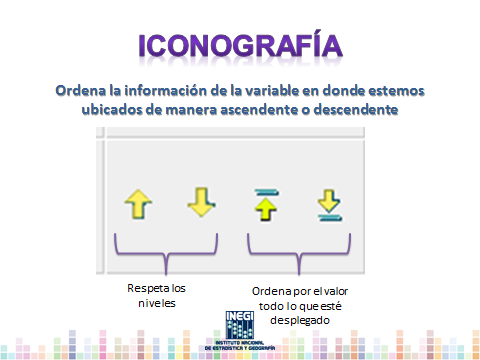 ICONOGRAFÍA
Ordena la información de la variable en donde estemos
ubicados de manera ascendente o descendente
Respeta los
niveles
Ordena por el valor
todo lo que esté
desplegado
INEGI
INSTITUTO NACIONAL
DE ESTADÍSTICA Y GEOGRAFÍA